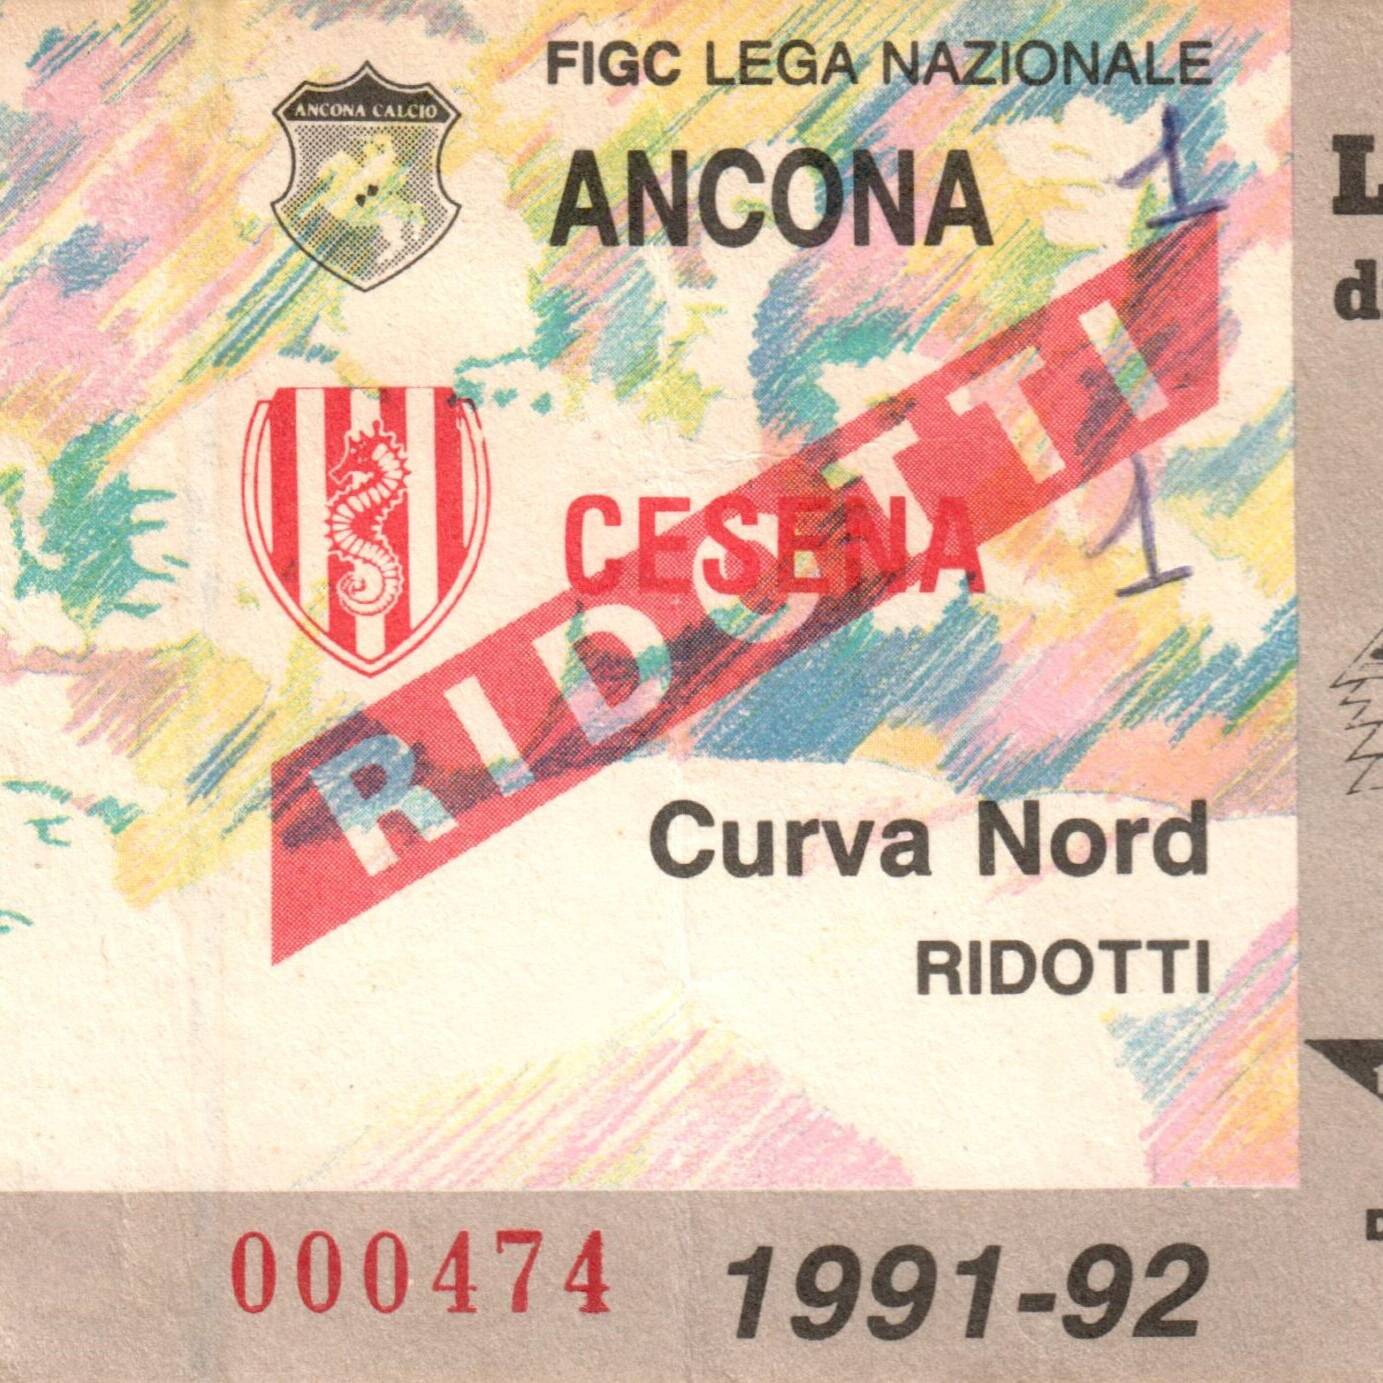 FIGC LEGA NAZIONALE
ANCONA CALCIO
ANCONA
1
CESENA
1
RIDOTTI
Curva Nord
RIDOTTI
000474
1991-92